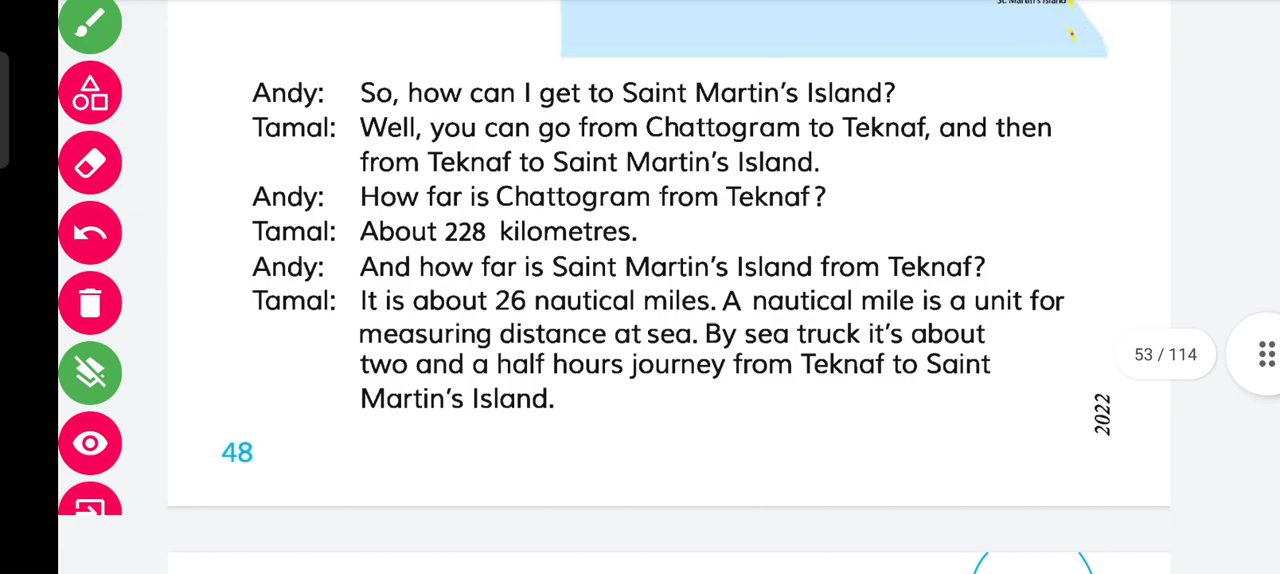 St. Martin's Island
Andy: So, how can I get to Saint Martin's Island?
Tamal: Well, you can go from Chattogram to Teknaf, and then
from Teknaf to Saint Martin's Island.
Andy: How far is Chattogram from Teknaf?
Tamal: About 228 kilometres.
Andy: And how far is Saint Martin's Island from Teknaf?
Tamal: It is about 26 nautical miles. A nautical mile is a unit for
measuring distance at sea. By sea truck it's about
53 / 114
two and a half hours journey from Teknaf to Saint
Martin's Island.
2022
48